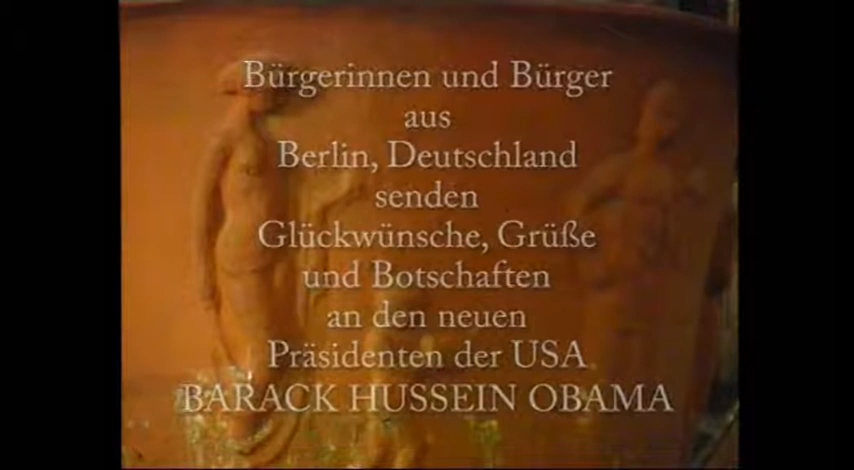 Bürgerinnen und Bürger
aus
Berlin, Deutschland
senden
Glückwünsche, Grüße
und Botschaften
an den neuen
Präsidenten der USA
BARACK HUSSEIN OBAMA